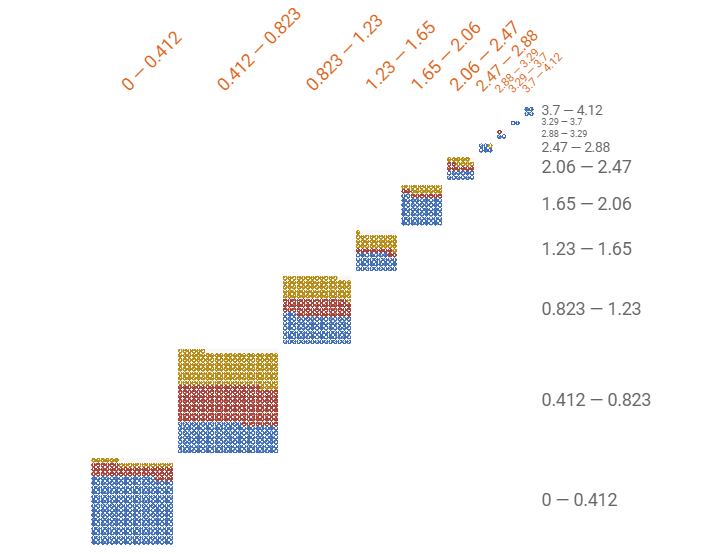 0 – 0.412
0.412 – 0.823
0.823 – 1.23
1.23 – 1.65
1.65 – 2.06
2.06 – 2.47
2.47 – 2.88
2.88 – 3.29
3.29 – 3.7
3.7 – 4.12
3.7 – 4.12
3.29 – 3.7
2.88 – 3.29
2.47 – 2.88
2.06 – 2.47
1.65 – 2.06
1.23 – 1.65
0.823 – 1.23
0.412 – 0.823
0 – 0.412